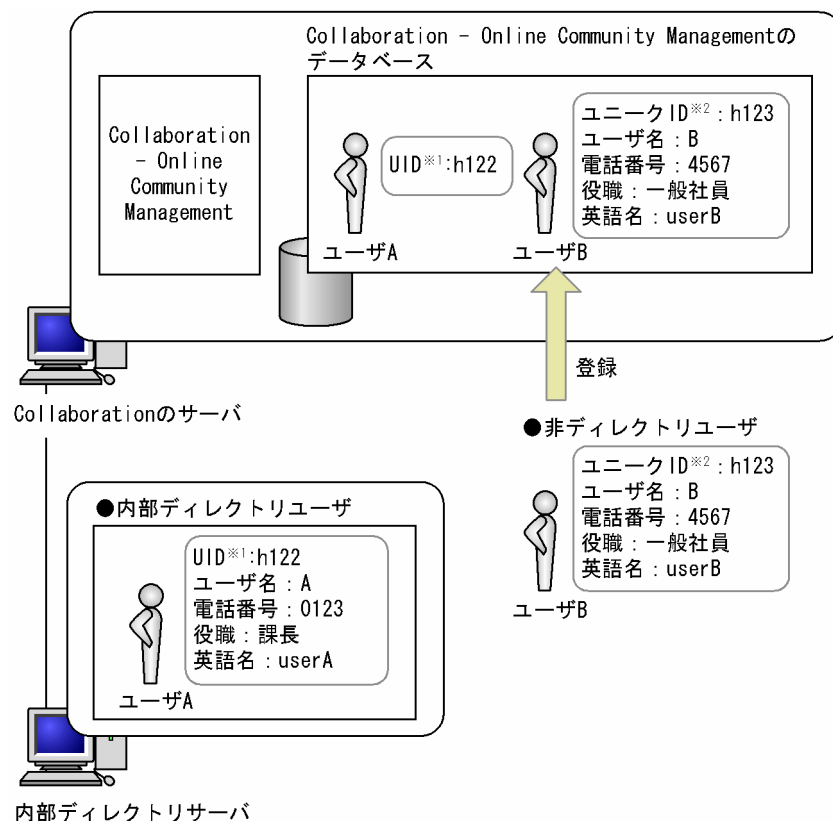 Collaboration - Online Community Managementの
データベース
Collaboration
- Online
Community
Management
UID※1:h122
ユーザA
ユニークID※2：h123
ユーザ名：B
電話番号：4567
役職：一般社員
英語名：userB
ユーザB
登録
Collaborationのサーバ
●非ディレクトリユーザ
ユニークID※2：h123
ユーザ名：B
電話番号：4567
役職：一般社員
英語名：userB
ユーザB
●内部ディレクトリユーザ
UID※1:h122
ユーザ名：A
電話番号：0123
役職：課長
英語名：userA
ユーザA
内部ディレクトリサーバ